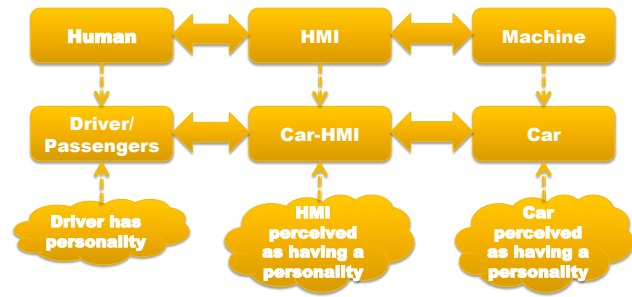 Human
HMI
Machine
Driver/
Passengers
Car-HMI
Car
Driver has
personality
HMI
perceived
as having a
personality
Car
perceived
as having a
personality